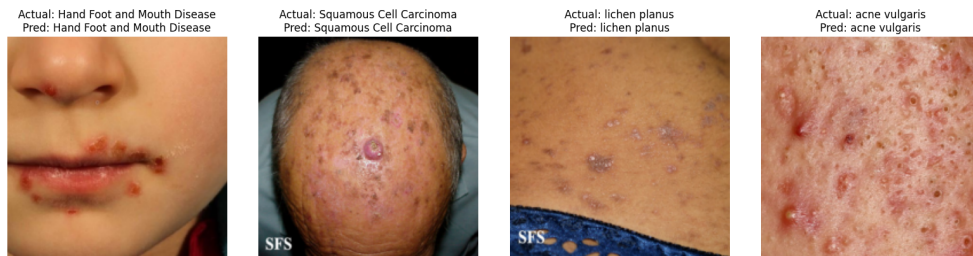 Actual: Hand Foot and Mouth Disease
Pred: Hand Foot and Mouth Disease
Actual: Squamous Cell Carcinoma
Pred: Squamous Cell Carcinoma
Actual: lichen planus
Pred: lichen planus
Actual: acne vulgaris
Pred: acne vulgaris
SFS
SFS